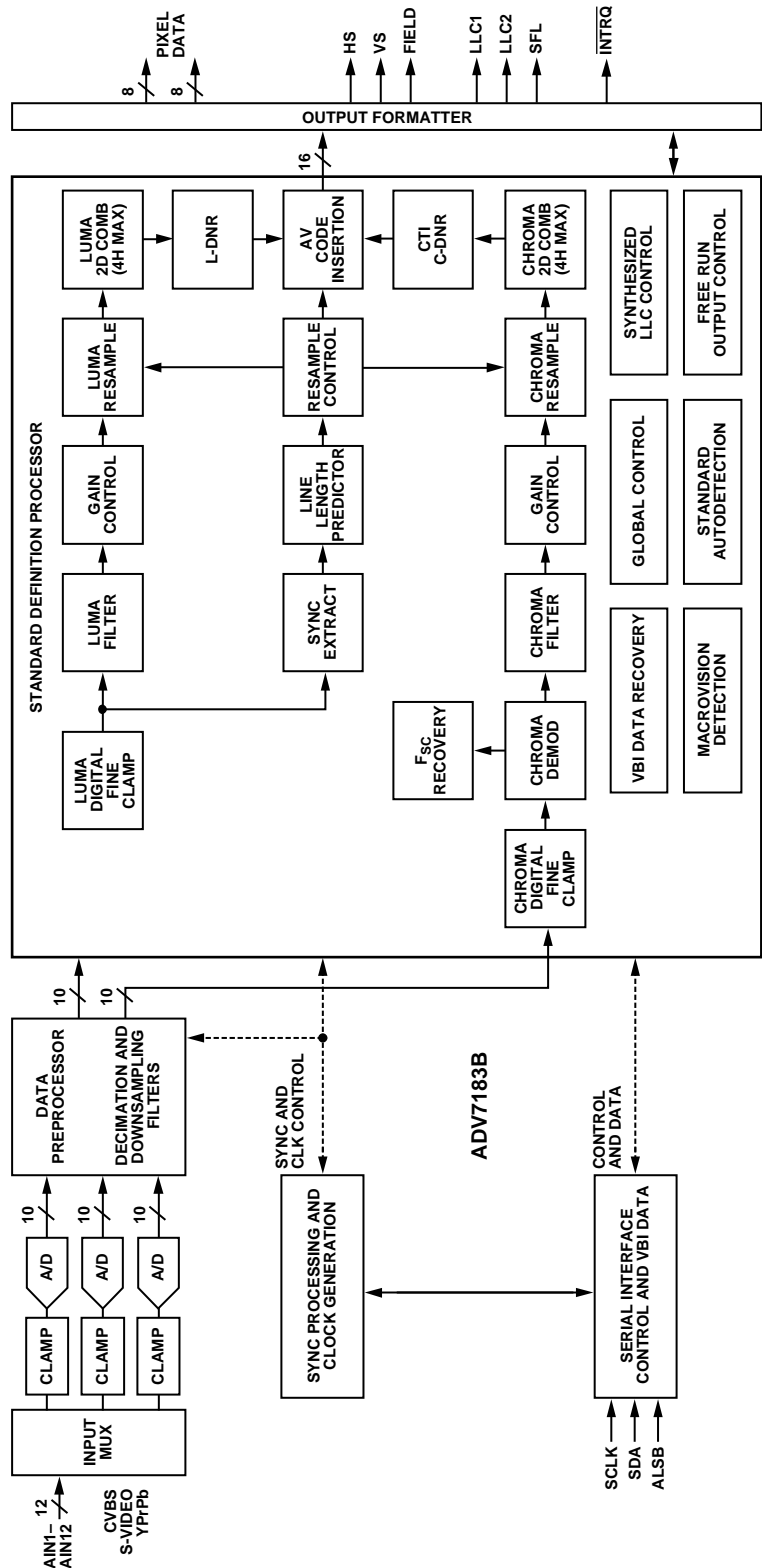 AIN1–
AIN12
12
CVBS
S-VIDEO
YPrPb
INPUT
MUX
CLAMP
A/D
10
CLAMP
A/D
10
CLAMP
A/D
10
DATA
PREPROCESSOR
DECIMATION AND
DOWNSAMPLING
FILTERS
10
10
STANDARD DEFINITION PROCESSOR
LUMA
DIGITAL
FINE
CLAMP
LUMA
FILTER
GAIN
CONTROL
LUMA
RESAMPLE
LUMA
2D COMB
(4H MAX)
L-DNR
SYNC
EXTRACT
LINE
LENGTH
PREDICTOR
RESAMPLE
CONTROL
AV
CODE
INSERTION
16
CTI
C-DNR
FSC
RECOVERY
CHROMA
DIGITAL
FINE
CLAMP
CHROMA
DEMOD
CHROMA
FILTER
GAIN
CONTROL
CHROMA
RESAMPLE
CHROMA
2D COMB
(4H MAX)
VBI DATA RECOVERY
GLOBAL CONTROL
SYNTHESIZED
LLC CONTROL
MACROVISION
DETECTION
STANDARD
AUTODETECTION
FREE RUN
OUTPUT CONTROL
OUTPUT FORMATTER
8
8
PIXEL
DATA
HS
VS
FIELD
LLC1
LLC2
SFL
INTRQ
SYNC PROCESSING AND
CLOCK GENERATION
SYNC AND
CLK CONTROL
ADV7183B
SCLK
SDA
ALSB
SERIAL INTERFACE
CONTROL AND VBI DATA
CONTROL
AND DATA